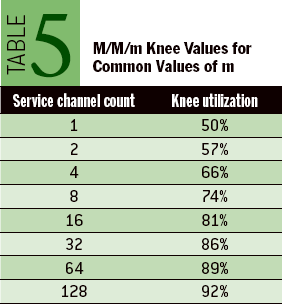 TABLE 5
M/M/m Knee Values for
Common Values of m
Service channel count Knee utilization
1 50%
2 57%
4 66%
8 74%
16 81%
32 86%
64 89%
128 92%